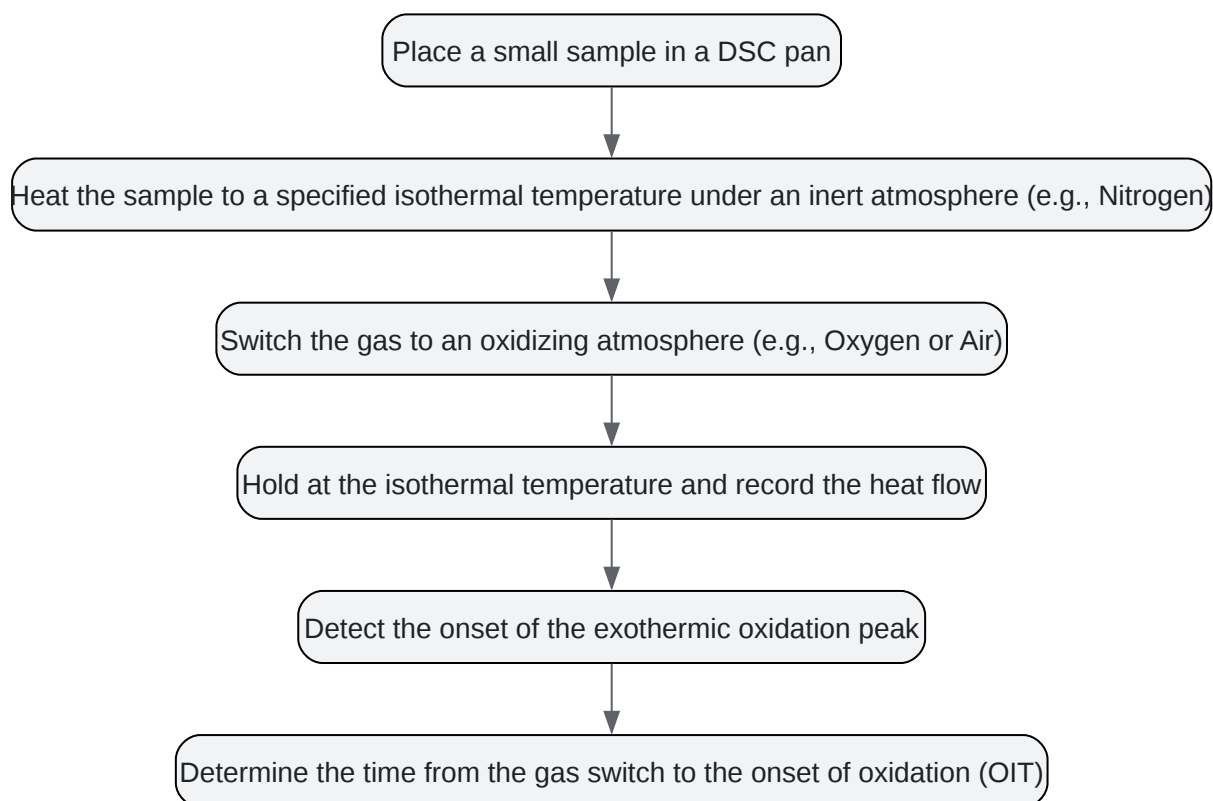 Place a small sample in a DSC pan
Heat the sample to a specified isothermal temperature under an inert atmosphere (e.g., Nitrogen)
Switch the gas to an oxidizing atmosphere (e.g., Oxygen or Air)
Hold at the isothermal temperature and record the heat flow
Detect the onset of the exothermic oxidation peak
Determine the time from the gas switch to the onset of oxidation (OIT)